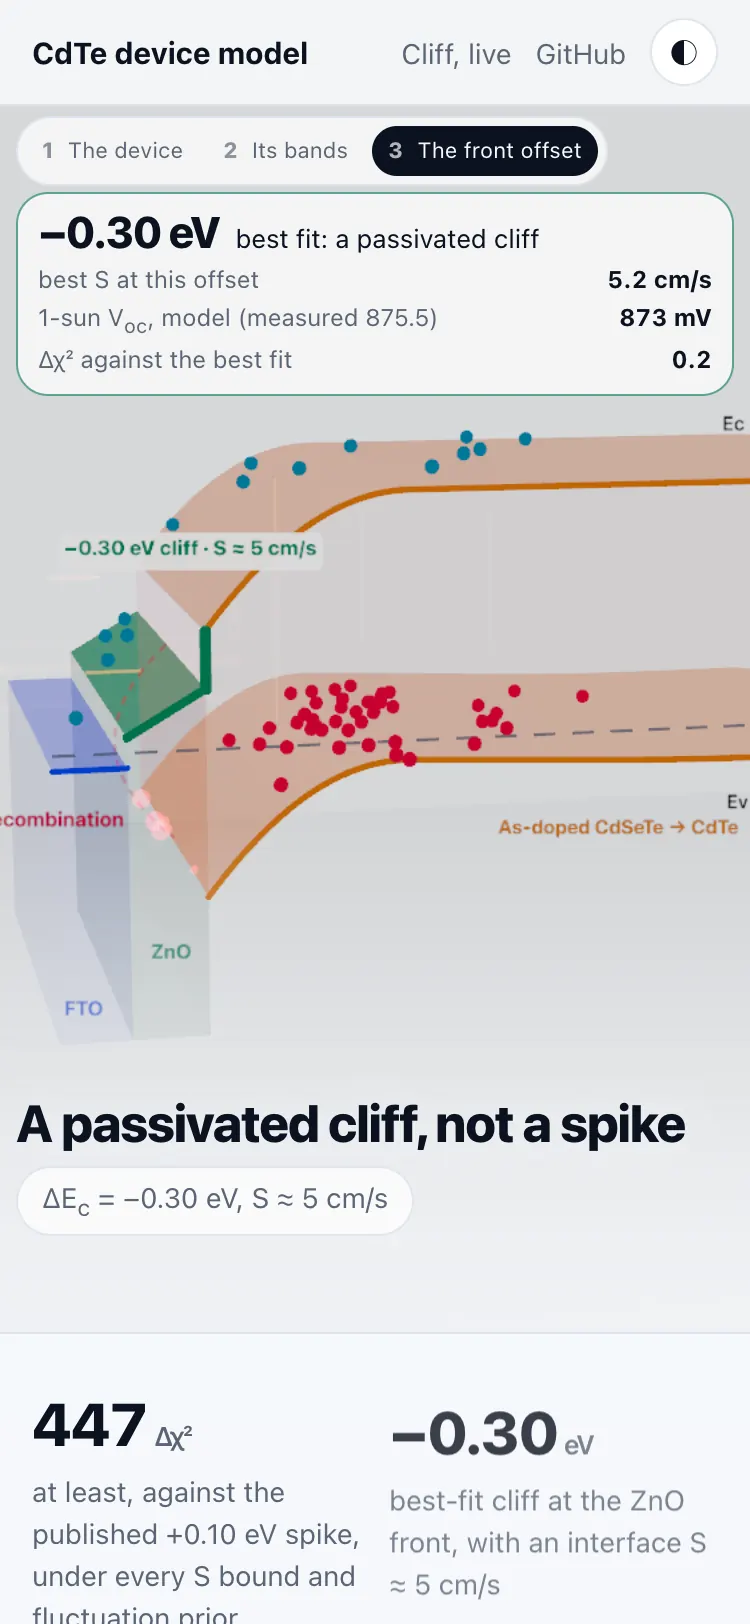 CdTe device model
Cliff, live
GitHub
1 The device
2 Its bands
3 The front offset
−0.30 eV best fit: a passivated cliff
best S at this offset 5.2 cm/s
1-sun Voc, model (measured 875.5) 873 mV
Δχ² against the best fit 0.2
Ec
−0.30 eV cliff · S ≈ 5 cm/s
Ev
ecombination
As-doped CdSeTe → CdTe
ZnO
FTO
A passivated cliff, not a spike
ΔEc = −0.30 eV, S ≈ 5 cm/s
447 Δχ²
at least, against the
published +0.10 eV spike,
under every S bound and
fluctuation prior
−0.30 eV
best-fit cliff at the ZnO
front, with an interface S
≈ 5 cm/s